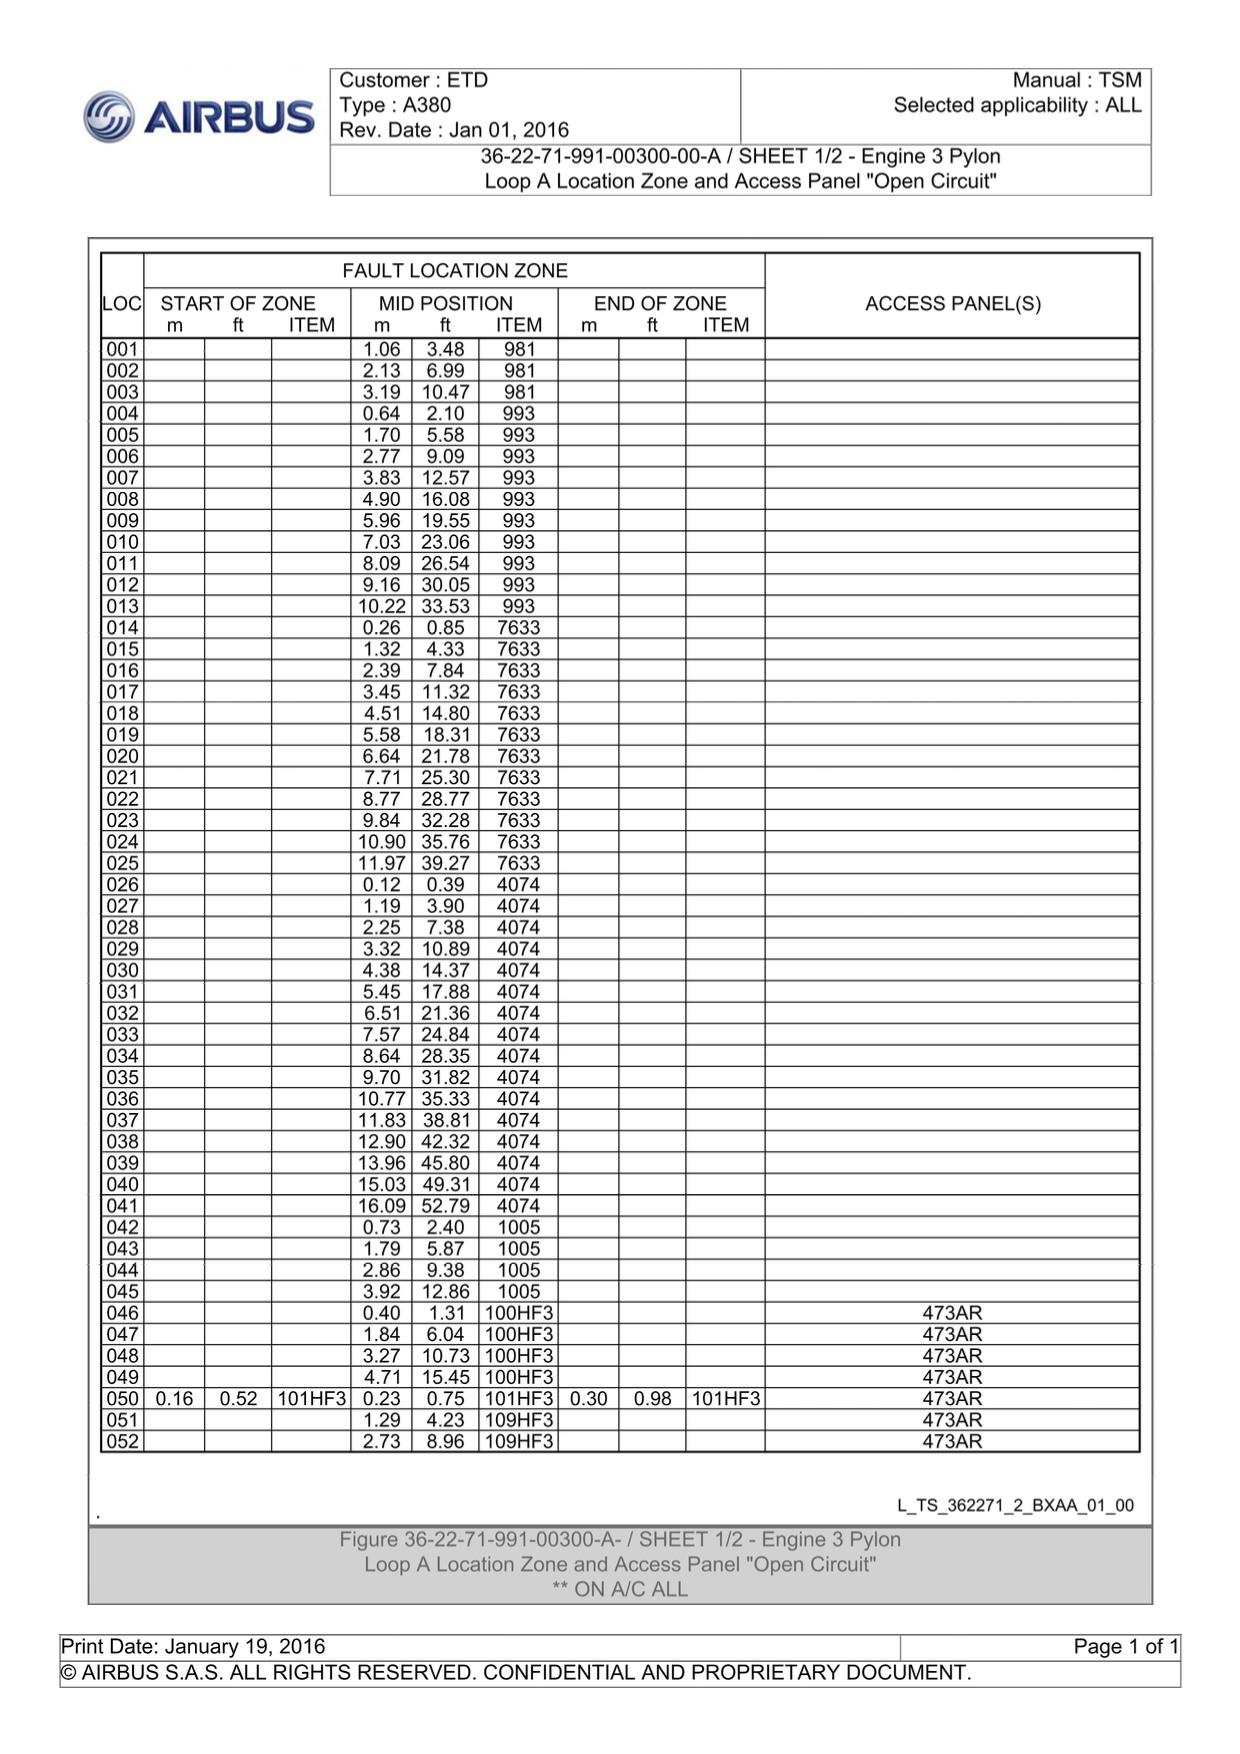 AIRBUS
Customer : ETD
Type : A380
Rev. Date : Jan 01, 2016
Manual : TSM
Selected applicability : ALL
36-22-71-991-00300-00-A / SHEET 1/2 - Engine 3 Pylon
Loop A Location Zone and Access Panel "Open Circuit"
FAULT LOCATION ZONE
LOC START OF ZONE MID POSITION END OF ZONE ACCESS PANEL(S)
m ft ITEM m ft ITEM m ft ITEM
001 1.06 3.48 981
002 2.13 6.99 981
003 3.19 10.47 981
004 0.64 2.10 993
005 1.70 5.58 993
006 2.77 9.09 993
007 3.83 12.57 993
008 4.90 16.08 993
009 5.96 19.55 993
010 7.03 23.06 993
011 8.09 26.54 993
012 9.16 30.05 993
013 10.22 33.53 993
014 0.26 0.85 7633
015 1.32 4.33 7633
016 2.39 7.84 7633
017 3.45 11.32 7633
018 4.51 14.80 7633
019 5.58 18.31 7633
020 6.64 21.78 7633
021 7.71 25.30 7633
022 8.77 28.77 7633
023 9.84 32.28 7633
024 10.90 35.76 7633
025 11.97 39.27 7633
026 0.12 0.39 4074
027 1.19 3.90 4074
028 2.25 7.38 4074
029 3.32 10.89 4074
030 4.38 14.37 4074
031 5.45 17.88 4074
032 6.51 21.36 4074
033 7.57 24.84 4074
034 8.64 28.35 4074
035 9.70 31.82 4074
036 10.77 35.33 4074
037 11.83 38.81 4074
038 12.90 42.32 4074
039 13.96 45.80 4074
040 15.03 49.31 4074
041 16.09 52.79 4074
042 0.73 2.40 1005
043 1.79 5.87 1005
044 2.86 9.38 1005
045 3.92 12.86 1005
046 0.40 1.31 100HF3 473AR
047 1.84 6.04 100HF3 473AR
048 3.27 10.73 100HF3 473AR
049 4.71 15.45 100HF3 473AR
050 0.16 0.52 101HF3 0.23 0.75 101HF3 0.30 0.98 101HF3 473AR
051 1.29 4.23 109HF3 473AR
052 2.73 8.96 109HF3 473AR
L_TS_362271_2_BXAA_01_00
.
Figure 36-22-71-991-00300-A- / SHEET 1/2 - Engine 3 Pylon
Loop A Location Zone and Access Panel "Open Circuit"
** ON A/C ALL
Print Date: January 19, 2016
Page 1 of 1
© AIRBUS S.A.S. ALL RIGHTS RESERVED. CONFIDENTIAL AND PROPRIETARY DOCUMENT.